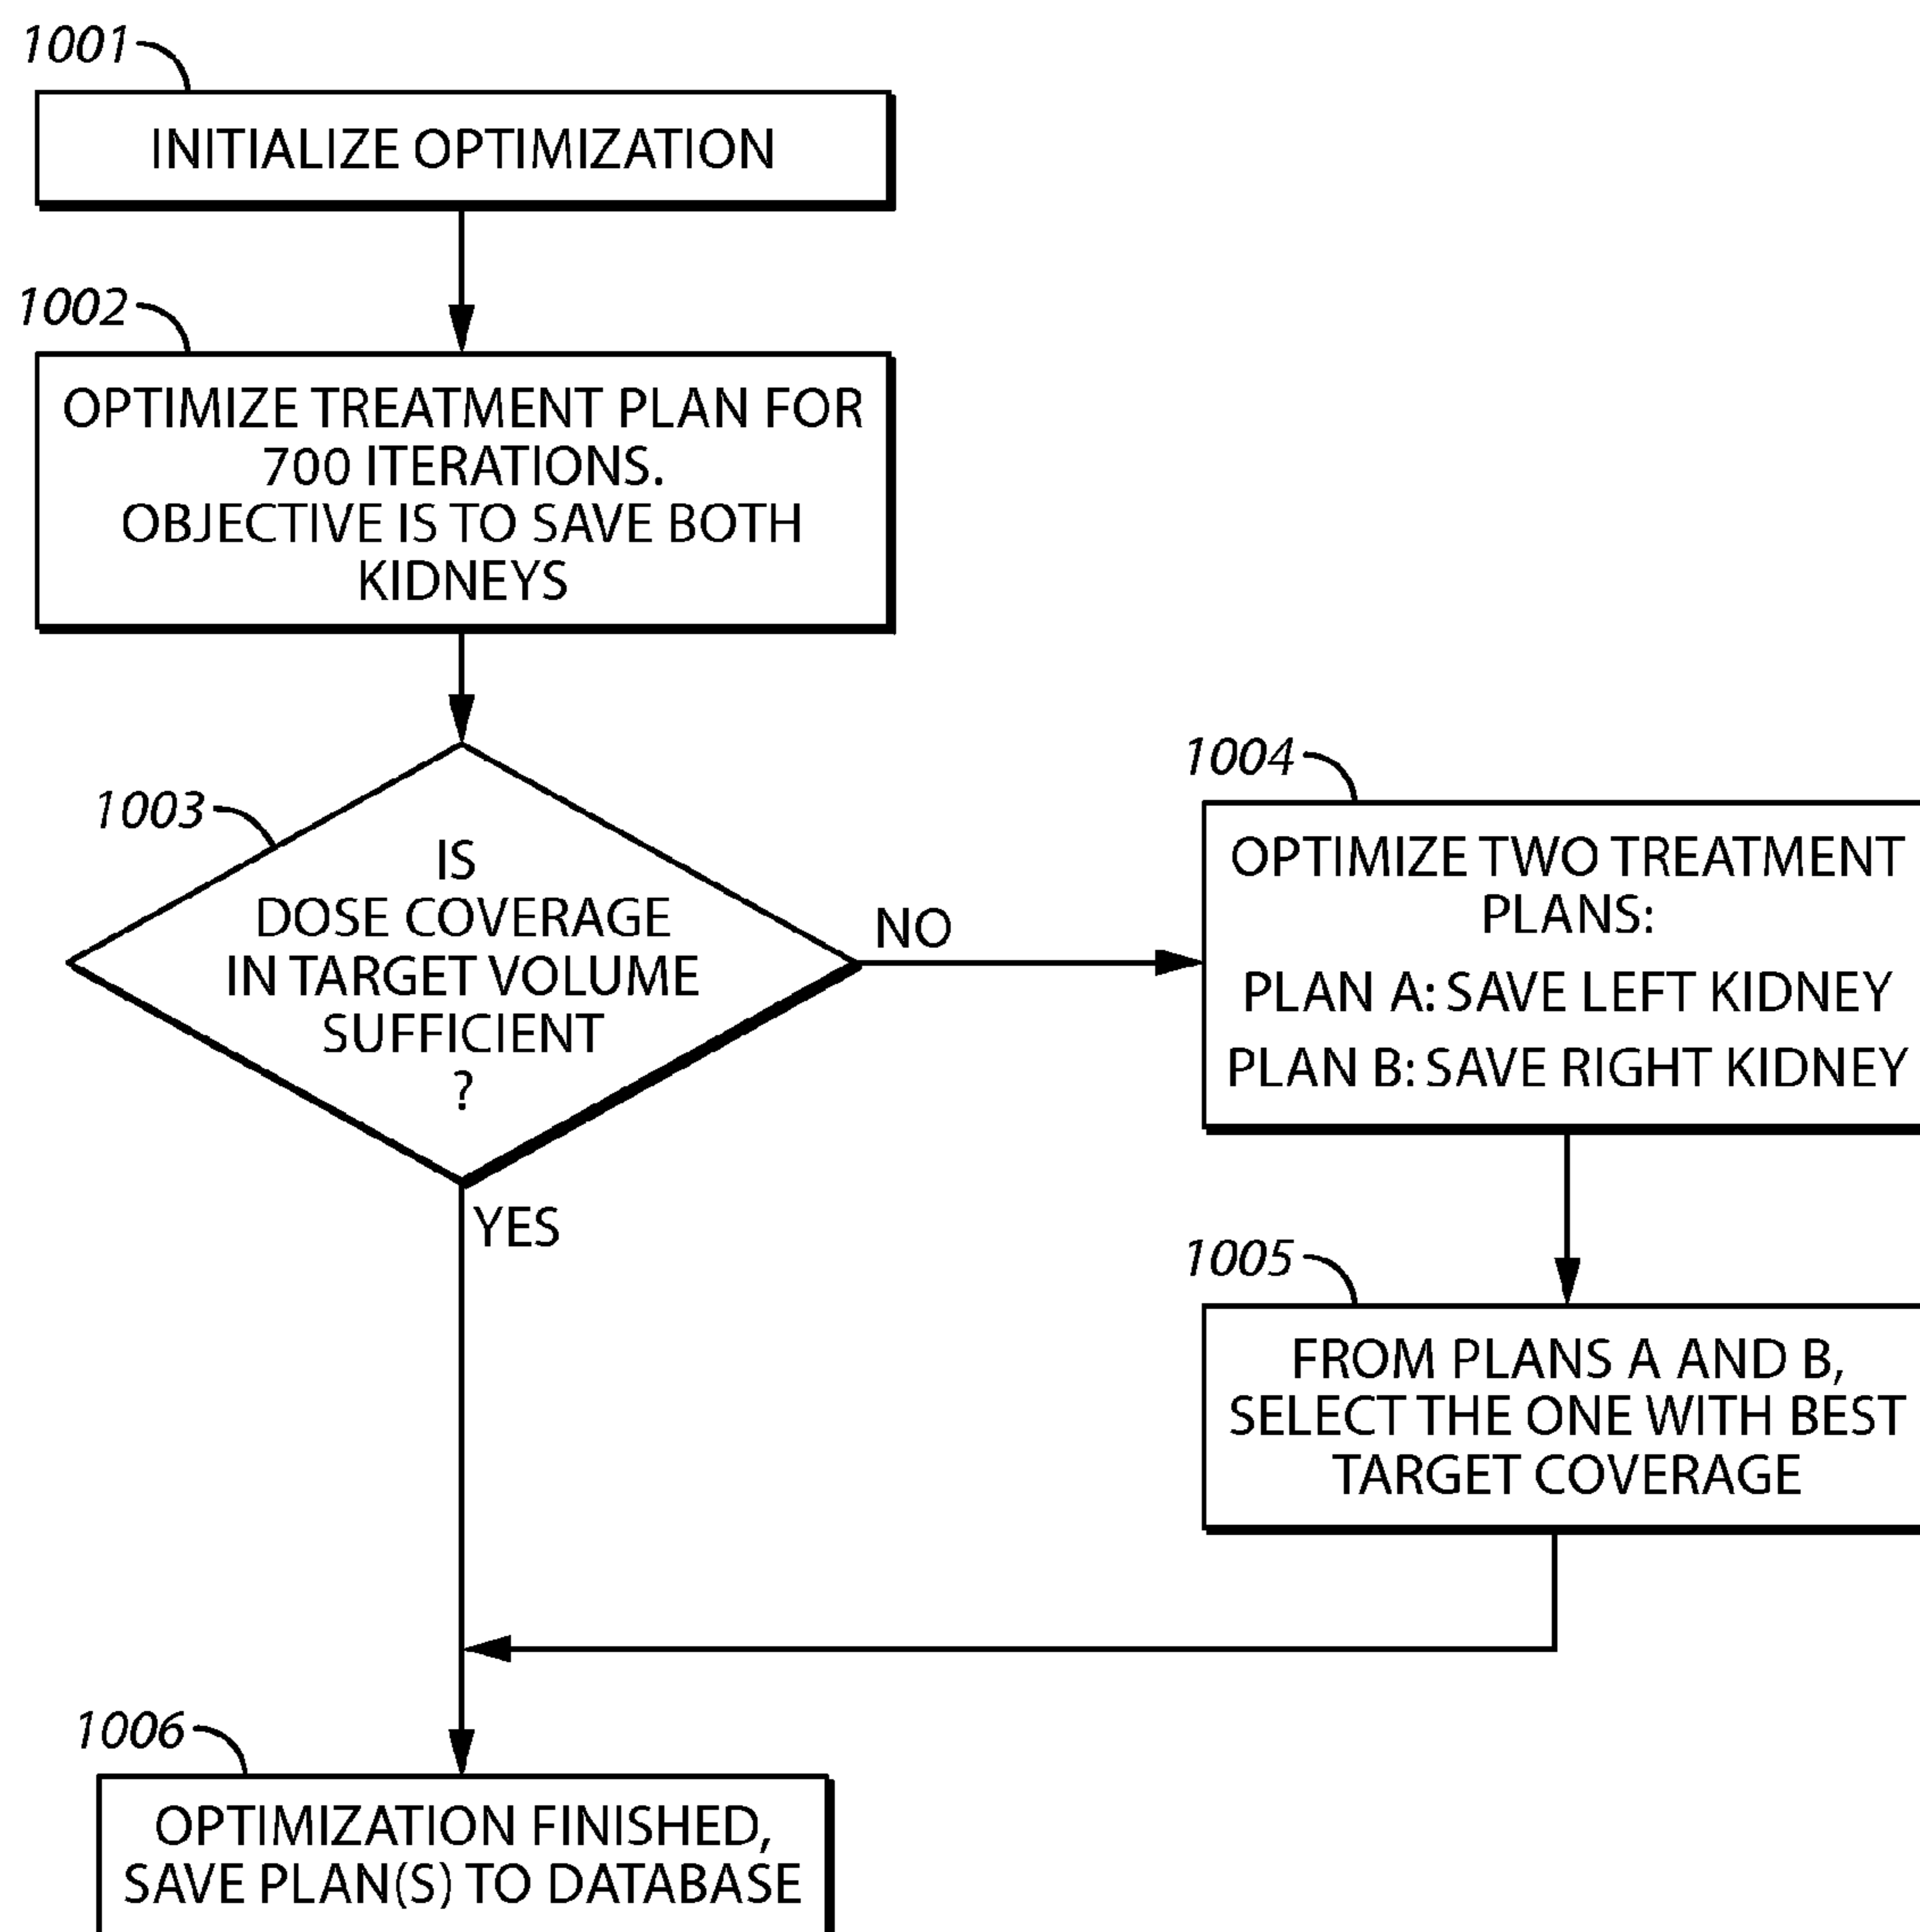 1001
INITIALIZE OPTIMIZATION
1002
OPTIMIZE TREATMENT PLAN FOR
700 ITERATIONS.
OBJECTIVE IS TO SAVE BOTH
KIDNEYS
1003
IS
DOSE COVERAGE
IN TARGET VOLUME
SUFFICIENT
?
NO
YES
1004
OPTIMIZE TWO TREATMENT
PLANS:
PLAN A: SAVE LEFT KIDNEY
PLAN B: SAVE RIGHT KIDNEY
1005
FROM PLANS A AND B,
SELECT THE ONE WITH BEST
TARGET COVERAGE
1006
OPTIMIZATION FINISHED,
SAVE PLAN(S) TO DATABASE